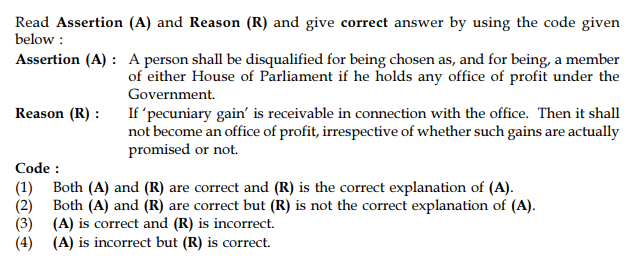 Read Assertion (A) and Reason (R) and give correct answer by using the code given
below :
Assertion (A) : A person shall be disqualified for being chosen as, and for being, a member
of either House of Parliament if he holds any office of profit under the
Government.
Reason (R) : If ‘pecuniary gain’ is receivable in connection with the office. Then it shall
not become an office of profit, irrespective of whether such gains are actually
promised or not.
Code :
(1) Both (A) and (R) are correct and (R) is the correct explanation of (A).
(2) Both (A) and (R) are correct but (R) is not the correct explanation of (A).
(3) (A) is correct and (R) is incorrect.
(4) (A) is incorrect but (R) is correct.